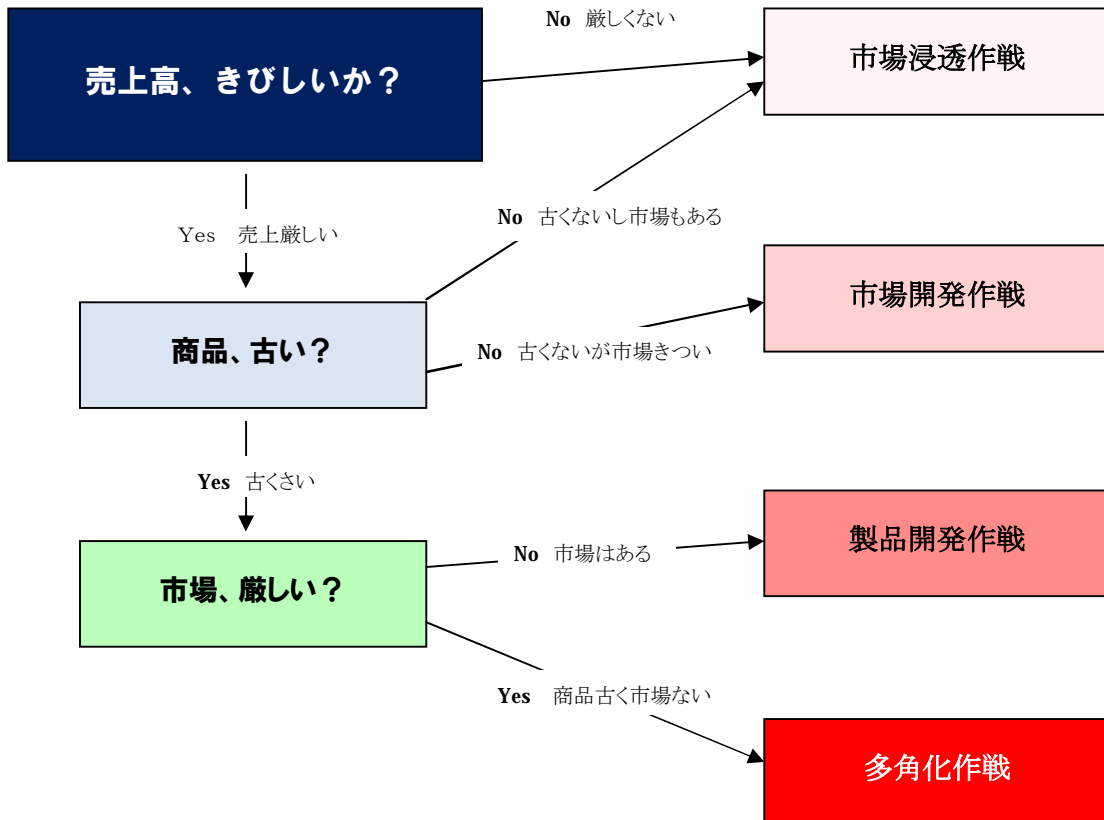 No 厳しくない
売上高、きびしいか？
市場浸透作戦
No 古くないし市場もある
Yes 売上厳しい
市場開発作戦
商品、古い？
No 古くないが市場きつい
Yes 古くさい
製品開発作戦
No 市場はある
市場、厳しい？
Yes 商品古く市場ない
多角化作戦